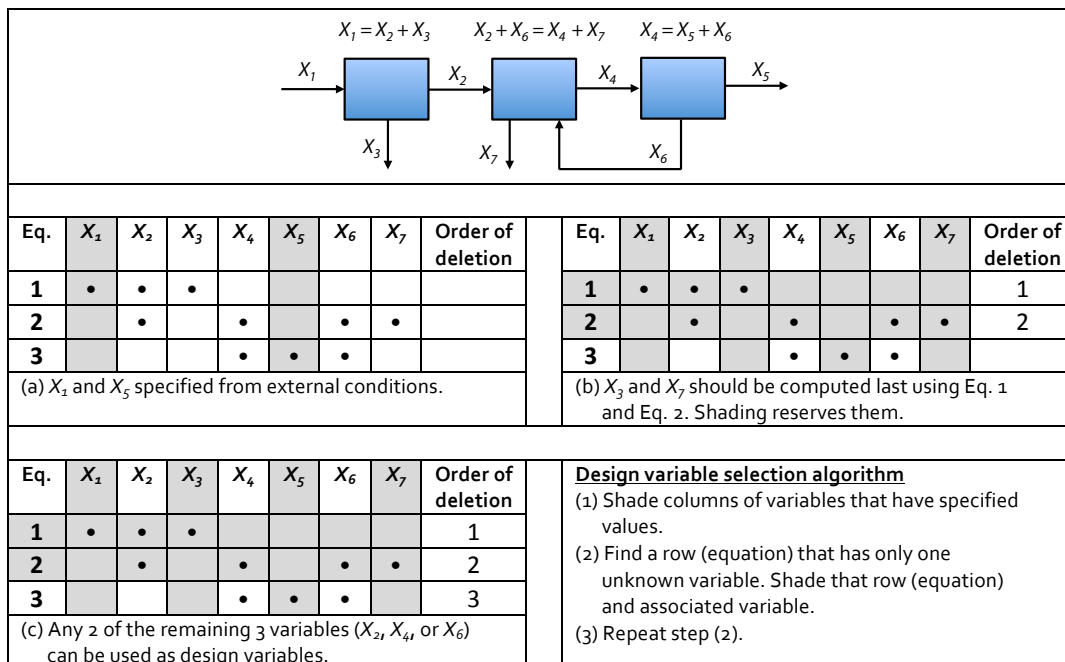 X₁ = X₂ + X₃ X₂ + X₆ = X₄ + X₇ X₄ = X₅ + X₆
X₁ X₂ X₄ X₅
X₃ X₇ X₆
Eq. X₁ X₂ X₃ X₄ X₅ X₆ X₇ Order of deletion
1 • • • 
2 • • • •
3 • • •
(a) X₁ and X₅ specified from external conditions.
Eq. X₁ X₂ X₃ X₄ X₅ X₆ X₇ Order of deletion
1 • • • 1
2 • • • • 2
3 • • •
(b) X₃ and X₇ should be computed last using Eq. 1
and Eq. 2. Shading reserves them.
Eq. X₁ X₂ X₃ X₄ X₅ X₆ X₇ Order of deletion
1 • • • 1
2 • • • • 2
3 • • • 3
(c) Any 2 of the remaining 3 variables (X₂, X₄, or X₆)
can be used as design variables.
Design variable selection algorithm
(1) Shade columns of variables that have specified
values.
(2) Find a row (equation) that has only one
unknown variable. Shade that row (equation)
and associated variable.
(3) Repeat step (2).